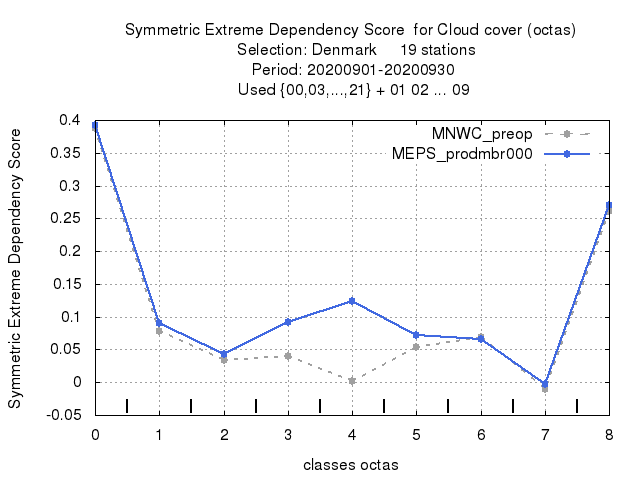 Symmetric Extreme Dependency Score  for Cloud cover (octas)
Selection: Denmark     19 stations
Period: 20200901-20200930
Used {00,03,...,21} + 01 02 ... 09
Symmetric Extreme Dependency Score
MNWC_preop
MEPS_prodmbr000
0.4
0.35
0.3
0.25
0.2
0.15
0.1
0.05
0
-0.05
0 1 2 3 4 5 6 7 8
classes octas